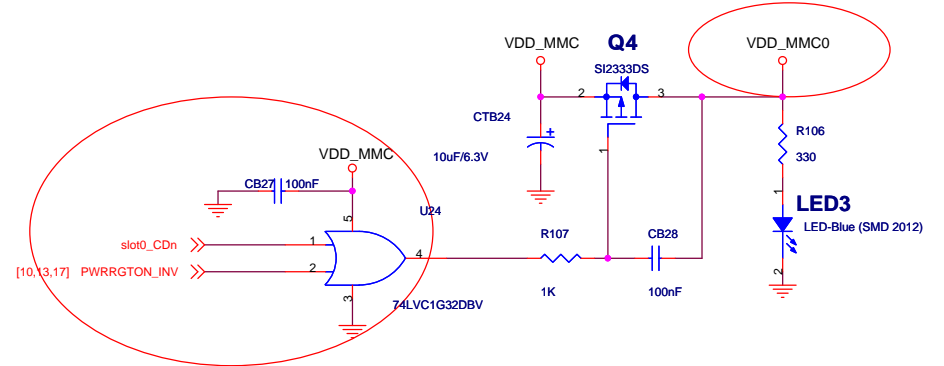 VDD_MMC
Q4
VDD_MMC0
SI2333DS
2
3
CTB24
R106
10uF/6.3V
330
1
VDD_MMC
CB27
100nF
1
LED3
U24
5
LED-Blue (SMD 2012)
slot0_CDn
1
R107
CB28
4
[10,13,17] PWRRGTON_INV
2
2
1K
100nF
3
74LVC1G32DBV